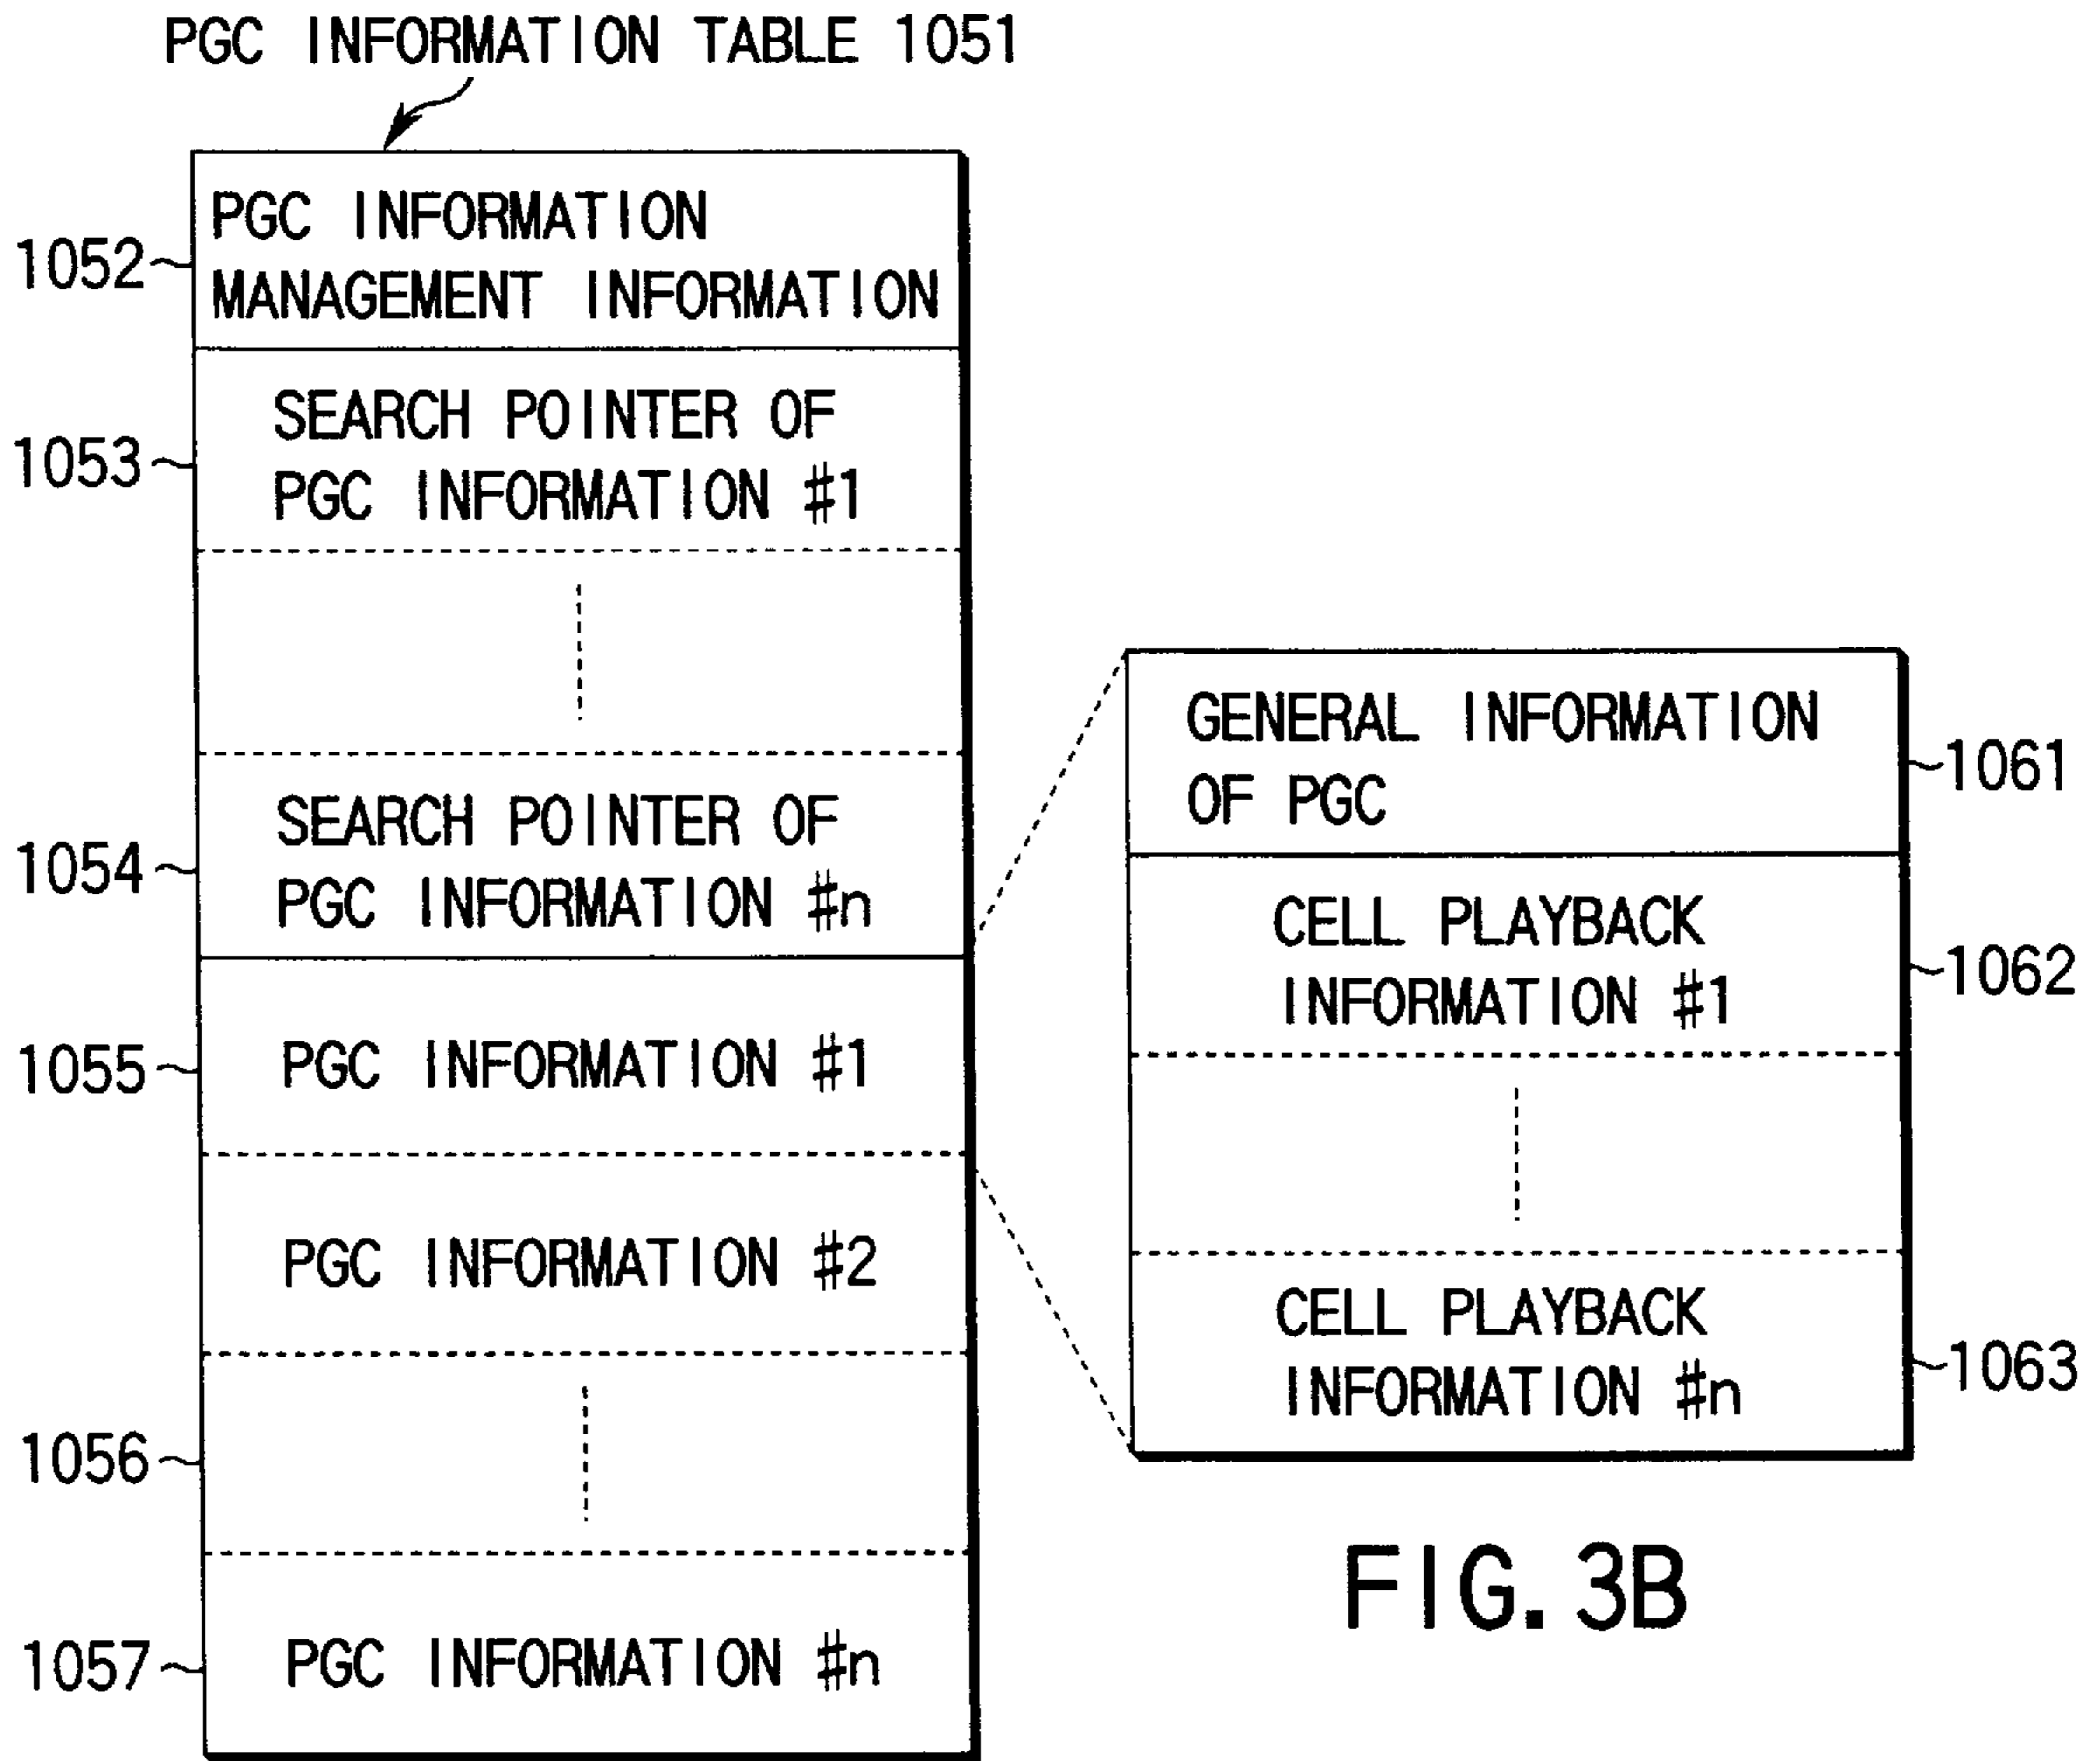 PGC INFORMATION TABLE 1051
PGC INFORMATION
MANAGEMENT INFORMATION
1052
SEARCH POINTER OF
PGC INFORMATION #1
1053
SEARCH POINTER OF
PGC INFORMATION #n
1054
PGC INFORMATION #1
1055
PGC INFORMATION #2
1056
PGC INFORMATION #n
1057
GENERAL INFORMATION
OF PGC
1061
CELL PLAYBACK
INFORMATION #1
1062
CELL PLAYBACK
INFORMATION #n
1063
FIG. 3B